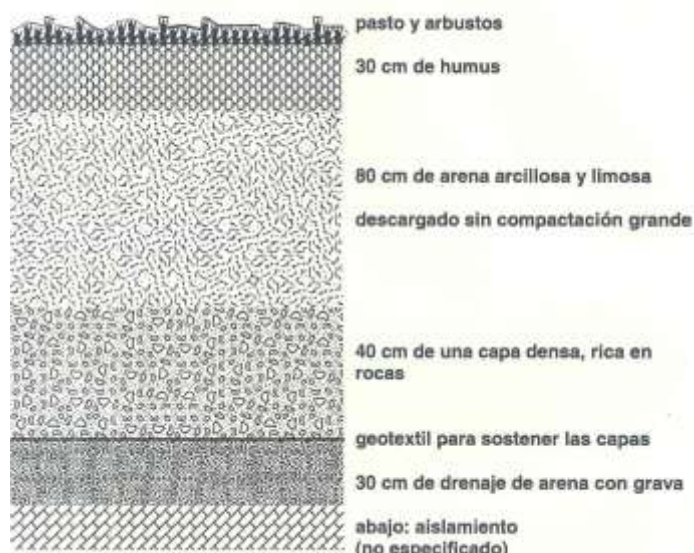 pasto y arbustos
30 cm de humus
80 cm de arena arcillosa y limosa
descargado sin compactación grande
40 cm de una capa densa, rica en
rocas
geotextil para sostener las capas
30 cm de drenaje de arena con grava
abajo: aislamiento
(no especificado)